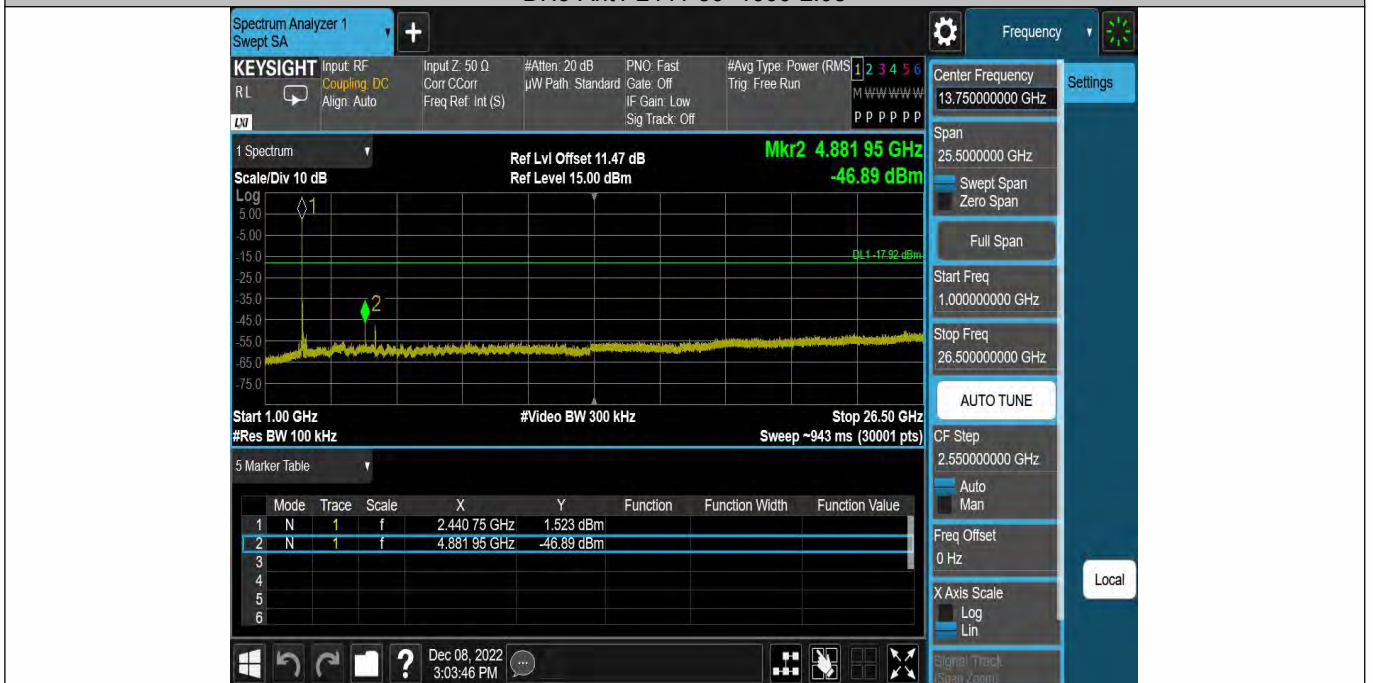 Spectrum Analyzer 1
Swept SA
+
Frequency
KEYSIGHT
RL
LXI
Input: RF
Coupling: DC
Align: Auto
Input Z: 50 Ω
Corr CCorr
Freq Ref: Int (S)
#Atten: 20 dB
µW Path: Standard
PNO: Fast
Gate: Off
IF Gain: Low
Sig Track: Off
#Avg Type: Power (RMS
Trig: Free Run
1 2 3 4 5 6
M W W W W W
P P P P P P
Center Frequency
13.750000000 GHz
Settings
Span
25.5000000 GHz
Swept Span
Zero Span
Full Span
Start Freq
1.000000000 GHz
Stop Freq
26.500000000 GHz
AUTO TUNE
CF Step
2.550000000 GHz
Auto
Man
Freq Offset
0 Hz
X Axis Scale
Log
Lin
Signal Track
(Span Zoom)
Local
1 Spectrum
Scale/Div 10 dB
Ref Lvl Offset 11.47 dB
Ref Level 15.00 dBm
Mkr2 4.881 95 GHz
-46.89 dBm
Log
5.00
-5.00
-15.0
-25.0
-35.0
-45.0
-55.0
-65.0
-75.0
1
2
DL1 -17.92 dBm
Start 1.00 GHz
#Video BW 300 kHz
Stop 26.50 GHz
#Res BW 100 kHz
Sweep ~943 ms (30001 pts)
5 Marker Table
Mode Trace Scale X Y Function Function Width Function Value
1 N 1 f 2.440 75 GHz 1.523 dBm
2 N 1 f 4.881 95 GHz -46.89 dBm
3
4
5
6
?
Dec 08, 2022
3:03:46 PM